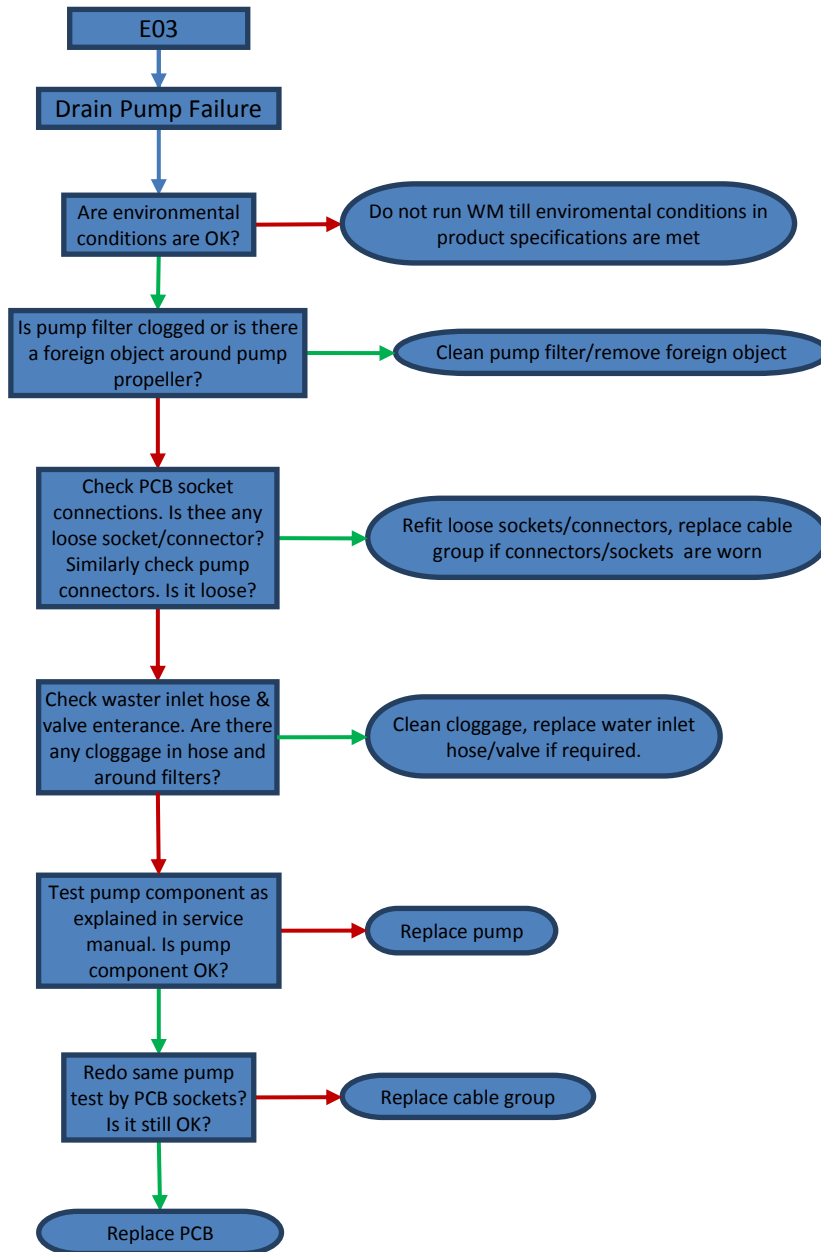 E03
Drain Pump Failure
Are environmental
conditions are OK?
Do not run WM till enviromental conditions in
product specifications are met
Is pump filter clogged or is there
a foreign object around pump
propeller?
Clean pump filter/remove foreign object
Check PCB socket
connections. Is thee any
loose socket/connector?
Similarly check pump
connectors. Is it loose?
Refit loose sockets/connectors, replace cable
group if connectors/sockets are worn
Check waster inlet hose &
valve enterance. Are there
any cloggage in hose and
around filters?
Clean cloggage, replace water inlet
hose/valve if required.
Test pump component as
explained in service
manual. Is pump
component OK?
Replace pump
Redo same pump
test by PCB sockets?
Is it still OK?
Replace cable group
Replace PCB